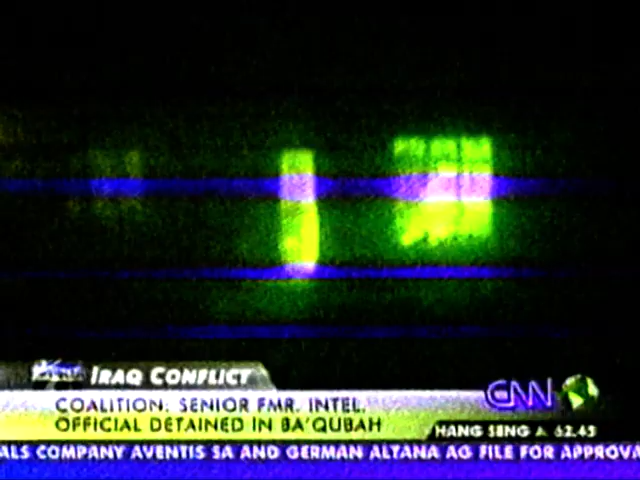 IRAQ CONFLICT
COALITION: SENIOR FMR. INTEL.
OFFICIAL DETAINED IN BA'QUBAH
CNN
HANG SENG ▲ 62.43
ALS COMPANY AVENTIS SA AND GERMAN ALTANA AG FILE FOR APPROVA